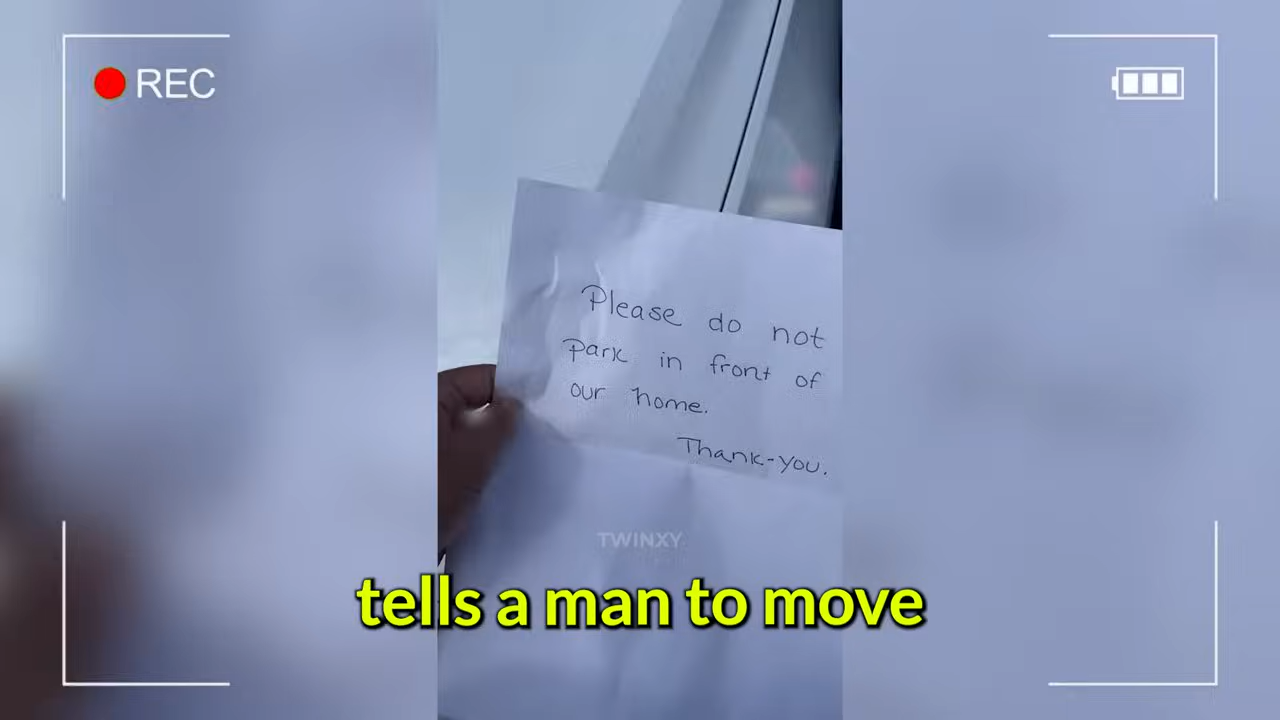 REC
Please do not
Park in front of
our home.
Thank-you.
TWINXY
tells a man to move